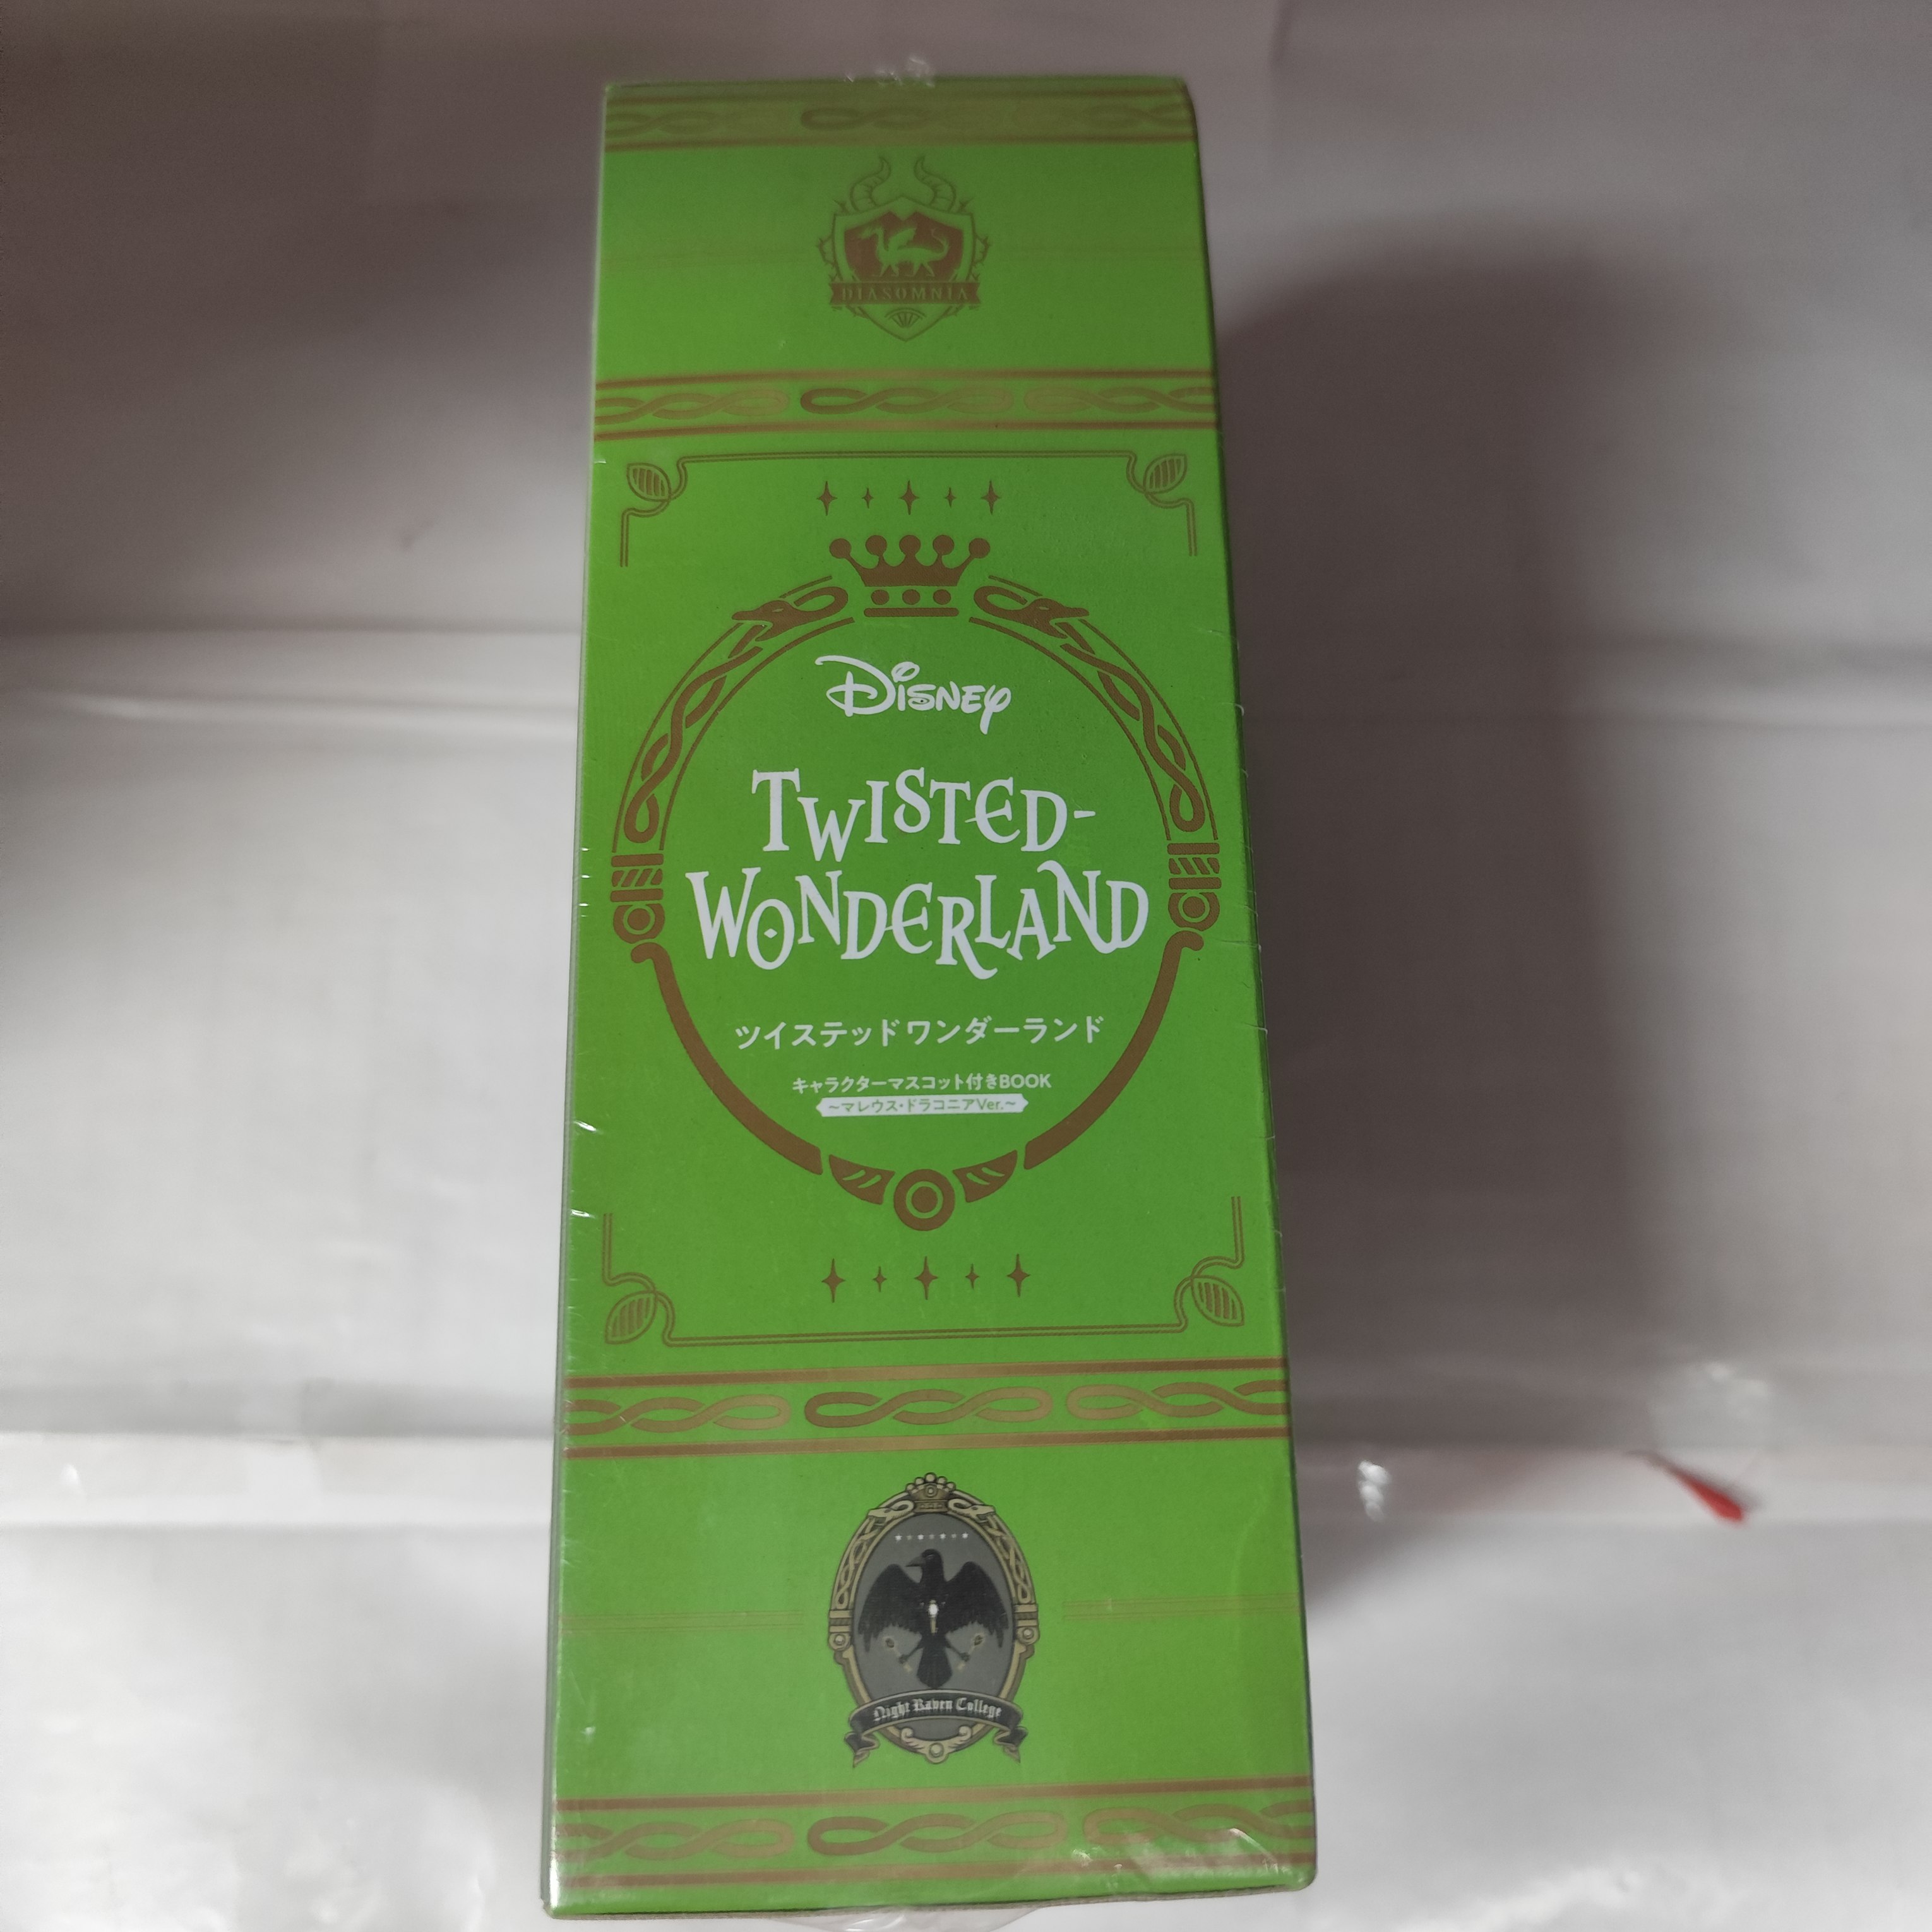 DIASOMNIA
Disney
TWISTED-
WONDERLAND
ツイステッドワンダーランド
キャラクターマスコット付きBOOK
~マレウス・ドラコニアVer.~
Night Raven College